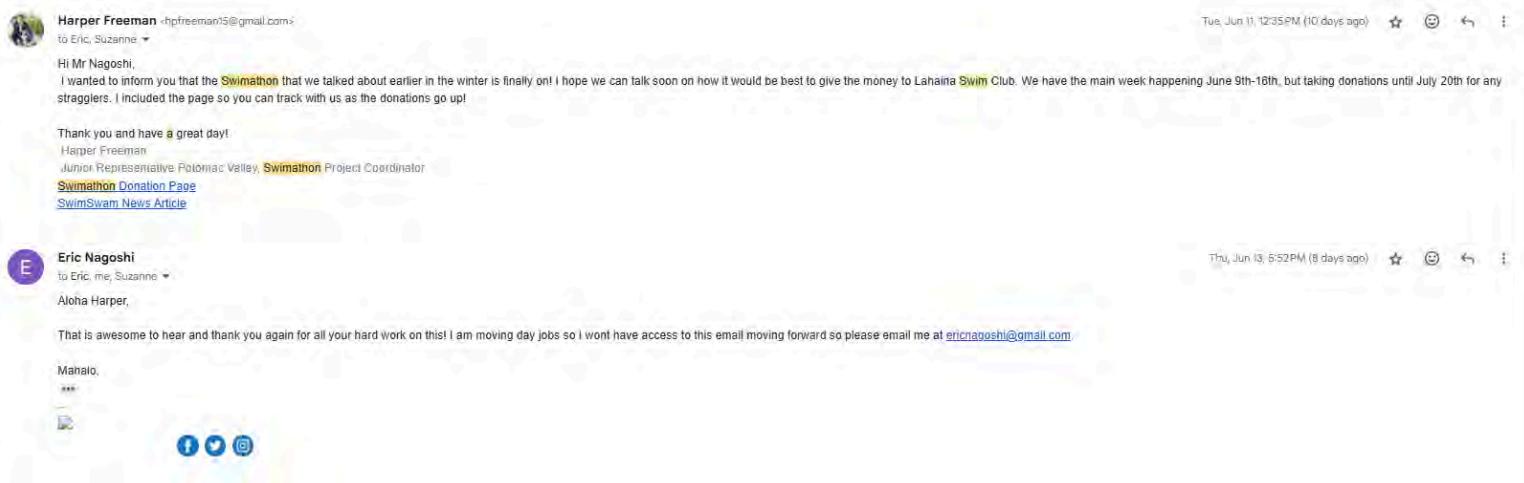 Harper Freeman <hpfreeman15@gmail.com>
Tue, Jun 11, 12:35 PM (10 days ago)
to Eric, Suzanne
Hi Mr Nagoshi,
I wanted to inform you that the Swimathon that we talked about earlier in the winter is finally on! I hope we can talk soon on how it would be best to give the money to Lahaina Swim Club. We have the main week happening June 9th-16th, but taking donations until July 20th for any
stragglers. I included the page so you can track with us as the donations go up!
Thank you and have a great day!
Harper Freeman
Junior Representative Potomac Valley, Swimathon Project Coordinator
Swimathon Donation Page
SwimSwam News Article
E
Eric Nagoshi
Thu, Jun 13, 5:52 PM (8 days ago)
to Eric, me, Suzanne
Aloha Harper,
That is awesome to hear and thank you again for all your hard work on this! I am moving day jobs so i wont have access to this email moving forward so please email me at ericnagoshi@gmail.com
Mahalo,